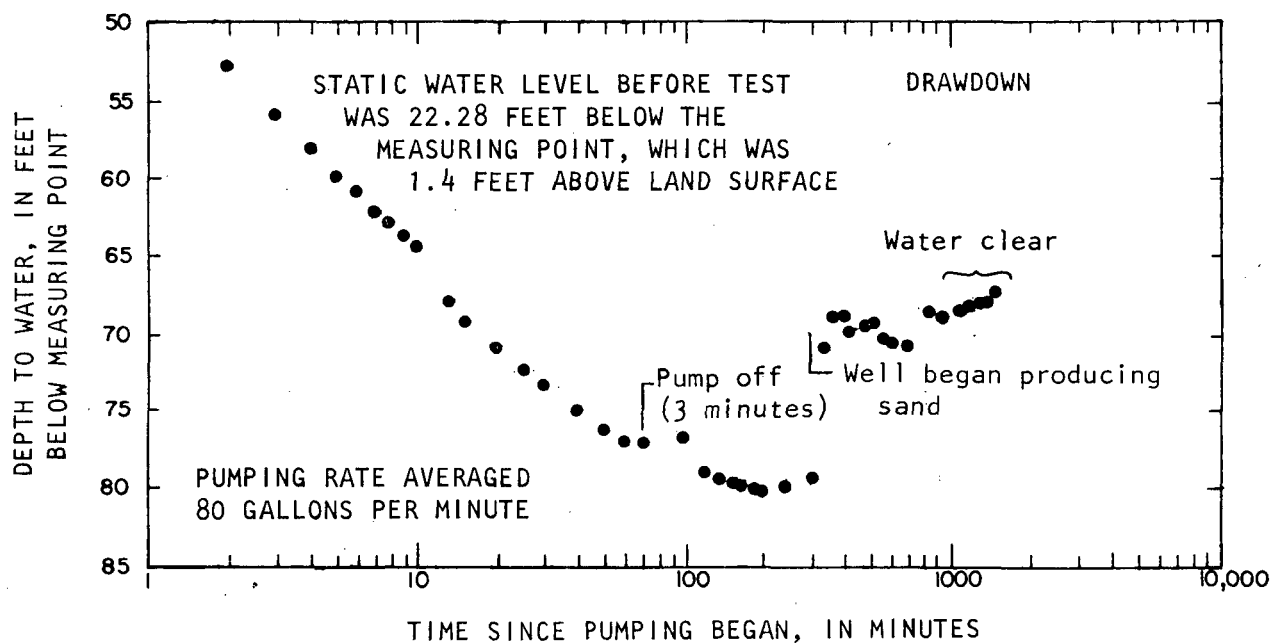 DEPTH TO WATER, IN FEET
BELOW MEASURING POINT
50
55
60
65
70
75
80
85
STATIC WATER LEVEL BEFORE TEST
WAS 22.28 FEET BELOW THE
MEASURING POINT, WHICH WAS
1.4 FEET ABOVE LAND SURFACE
DRAWDOWN
Water clear
Pump off
(3 minutes)
Well began producing
sand
PUMPING RATE AVERAGED
80 GALLONS PER MINUTE
1
10
100
1000
10,000
TIME SINCE PUMPING BEGAN, IN MINUTES